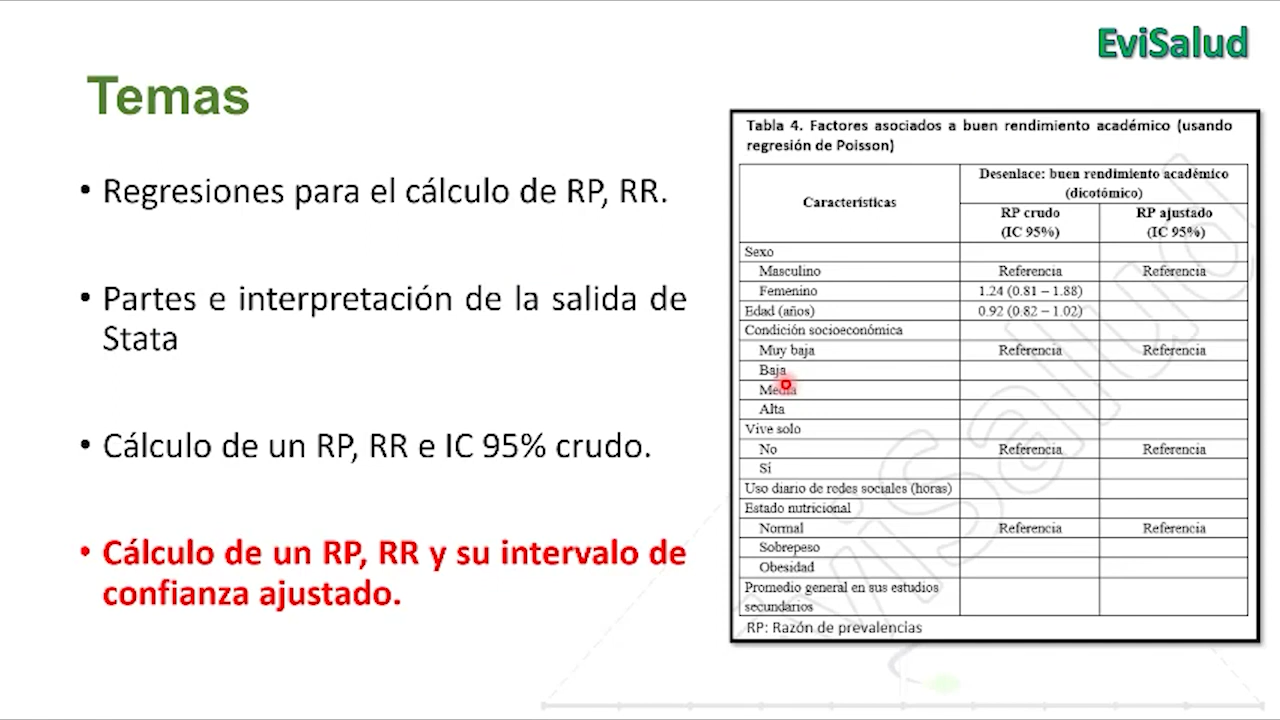 EviSalud
Temas
• Regresiones para el cálculo de RP, RR.
• Partes e interpretación de la salida de
Stata
• Cálculo de un RP, RR e IC 95% crudo.
• Cálculo de un RP, RR y su intervalo de
confianza ajustado.
Tabla 4. Factores asociados a buen rendimiento académico (usando
regresión de Poisson)
Características
Desenlace: buen rendimiento académico
(dicotómico)
RP crudo
(IC 95%)
RP ajustado
(IC 95%)
Sexo
Masculino Referencia Referencia
Femenino 1.24 (0.81 – 1.88)
Edad (años) 0.92 (0.82 – 1.02)
Condición socioeconómica
Muy baja Referencia Referencia
Baja
Media
Alta
Vive solo
No Referencia Referencia
Sí
Uso diario de redes sociales (horas)
Estado nutricional
Normal Referencia Referencia
Sobrepeso
Obesidad
Promedio general en sus estudios
secundarios
RP: Razón de prevalencias
EviSalud